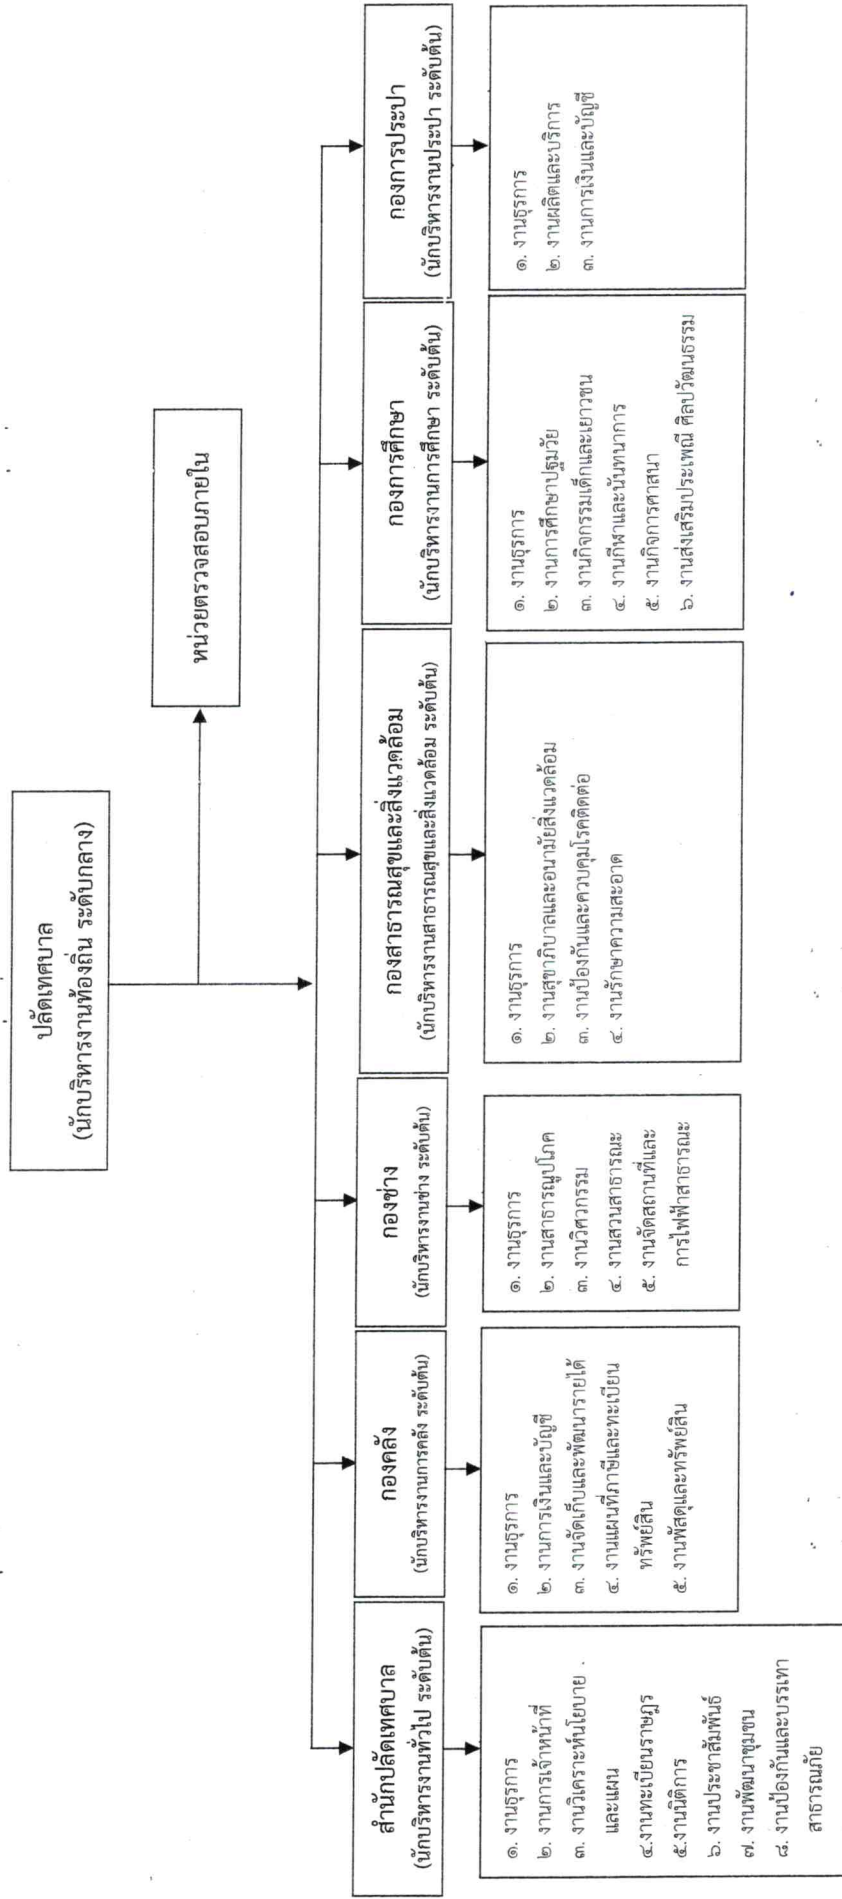 ปลัดเทศบาล
(นักบริหารงานท้องถิ่น ระดับกลาง)
หน่วยตรวจสอบภายใน
สำนักปลัดเทศบาล
(นักบริหารงานทั่วไป ระดับต้น)
๑. งานธุรการ
๒. งานการเจ้าหน้าที่
๓. งานวิเคราะห์นโยบาย .
และแผน
๔.งานทะเบียนราษฎร
๕.งานนิติการ
๖. งานประชาสัมพันธ์
๗. งานพัฒนาชุมชน
๘. งานป้องกันและบรรเทา
สาธารณภัย
กองคลัง
(นักบริหารงานการคลัง ระดับต้น)
๑. งานธุรการ
๒. งานการเงินและบัญชี
๓. งานจัดเก็บและพัฒนารายได้
๔. งานแผนที่ภาษีและทะเบียน
ทรัพย์สิน
๕. งานพัสดุและทรัพย์สิน
กองช่าง
(นักบริหารงานช่าง ระดับต้น)
๑. งานธุรการ
๒. งานสาธารณูปโภค
๓. งานวิศวกรรม
๔. งานสวนสาธารณะ
๕. งานจัดสถานที่และ
การไฟฟ้าสาธารณะ
กองสาธารณสุขและสิ่งแวดล้อม
(นักบริหารงานสาธารณสุขและสิ่งแวดล้อม ระดับต้น)
๑. งานธุรการ
๒. งานสุขาภิบาลและอนามัยสิ่งแวดล้อม
๓. งานป้องกันและควบคุมโรคติดต่อ
๔. งานรักษาความสะอาด
กองการศึกษา
(นักบริหารงานการศึกษา ระดับต้น)
๑. งานธุรการ
๒. งานการศึกษาปฐมวัย
๓. งานกิจกรรมเด็กและเยาวชน
๔. งานกีฬาและนันทนาการ
๕. งานกิจการศาสนา
๖. งานส่งเสริมประเพณี ศิลปวัฒนธรรม
กองการประปา
(นักบริหารงานประปา ระดับต้น)
๑. งานธุรการ
๒. งานผลิตและบริการ
๓. งานการเงินและบัญชี